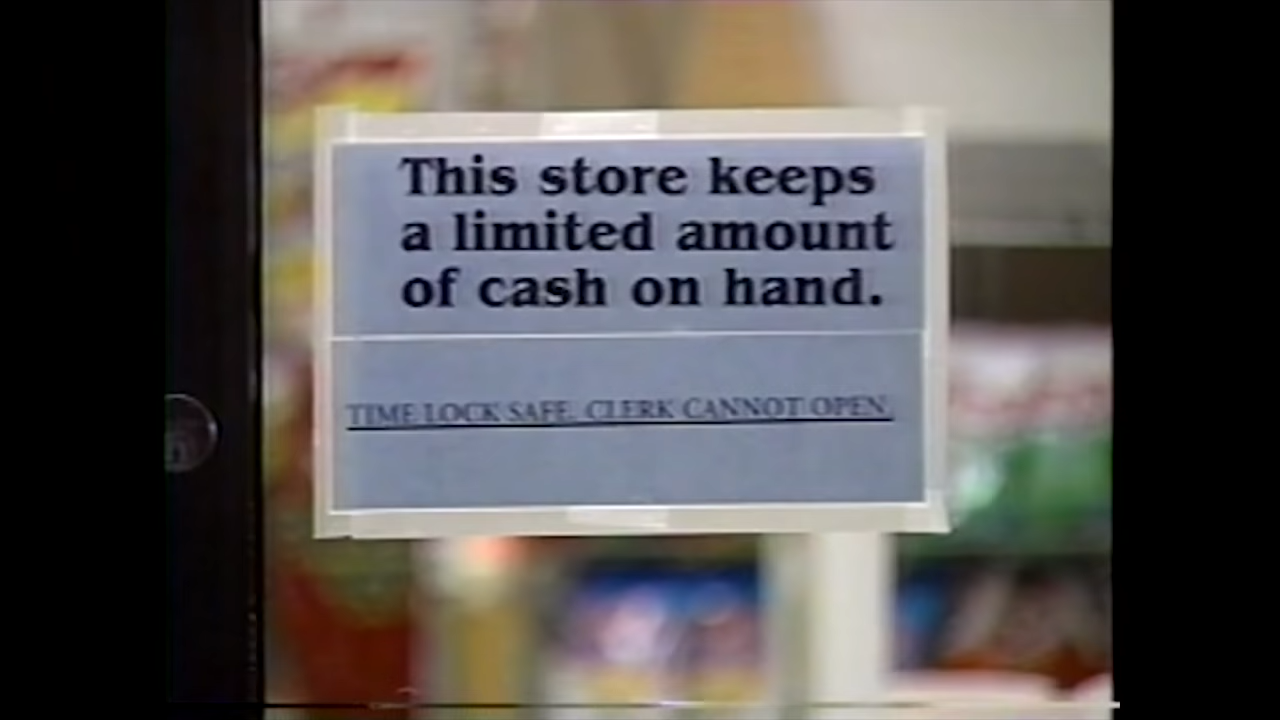 This store keeps
a limited amount
of cash on hand.
TIME LOCK SAFE. CLERK CANNOT OPEN.